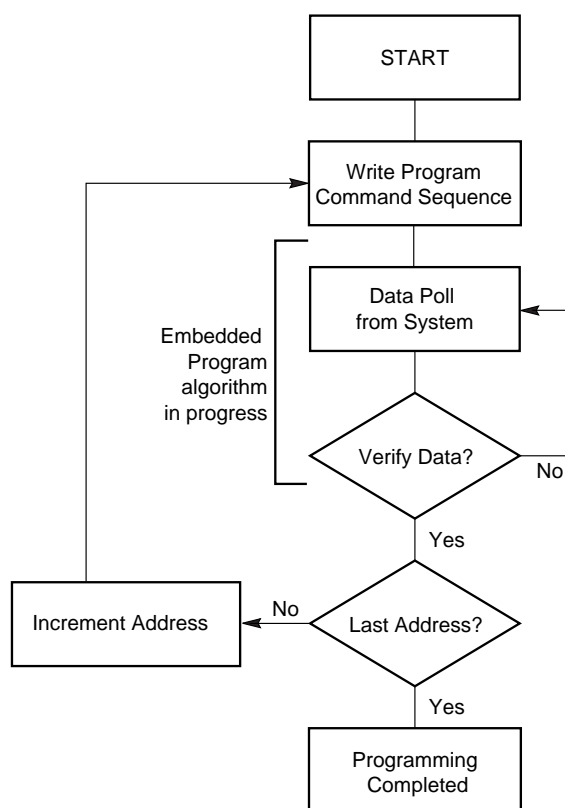 START
Write Program
Command Sequence
Data Poll
from System
Embedded
Program
algorithm
in progress
Verify Data?
No
Yes
Last Address?
No
Increment Address
Yes
Programming
Completed